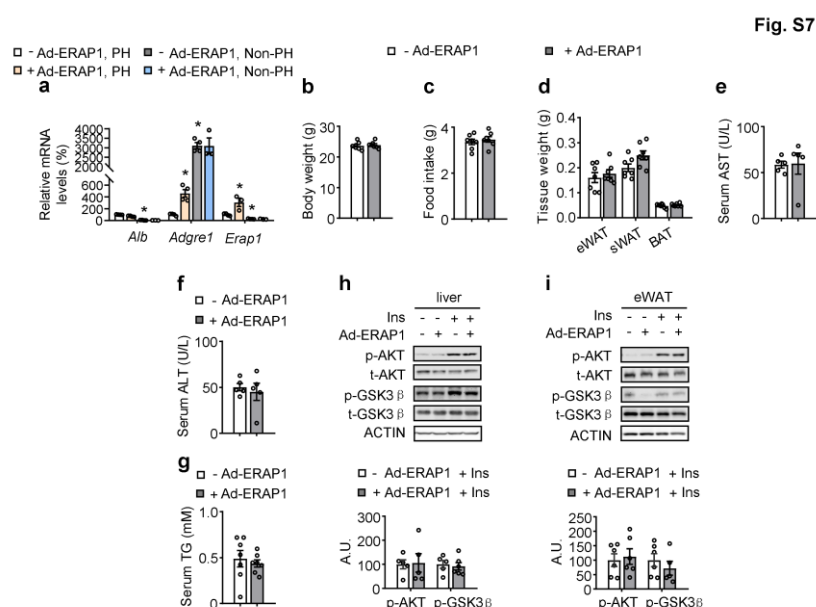 Fig. S7
- Ad-ERAP1, PH - Ad-ERAP1, Non-PH
+ Ad-ERAP1, PH + Ad-ERAP1, Non-PH
- Ad-ERAP1 + Ad-ERAP1
a
Relative mRNA
levels (%)
4000
3500
3000
2500
2000
600
400
200
0
*
*
*
*
*
Alb Adgre1 Erap1
b
Body weight (g)
40
30
20
10
0
c
Food intake (g)
5
4
3
2
1
0
d
Tissue weight (g)
0.4
0.3
0.2
0.1
0.0
eWAT sWAT BAT
e
Serum AST (U/L)
100
50
0
f
- Ad-ERAP1
+ Ad-ERAP1
Serum ALT (U/L)
100
50
0
g
- Ad-ERAP1
+ Ad-ERAP1
Serum TG (mM)
1.0
0.5
0.0
h
liver
Ins - - + +
Ad-ERAP1 - + - +
p-AKT
t-AKT
p-GSK3β
t-GSK3β
ACTIN
- Ad-ERAP1 + Ins
+ Ad-ERAP1 + Ins
A.U.
300
200
100
0
p-AKT p-GSK3β
i
eWAT
Ins - - + +
Ad-ERAP1 - + - +
p-AKT
t-AKT
p-GSK3β
t-GSK3β
ACTIN
- Ad-ERAP1 + Ins
+ Ad-ERAP1 + Ins
A.U.
250
200
150
100
50
0
p-AKT p-GSK3β